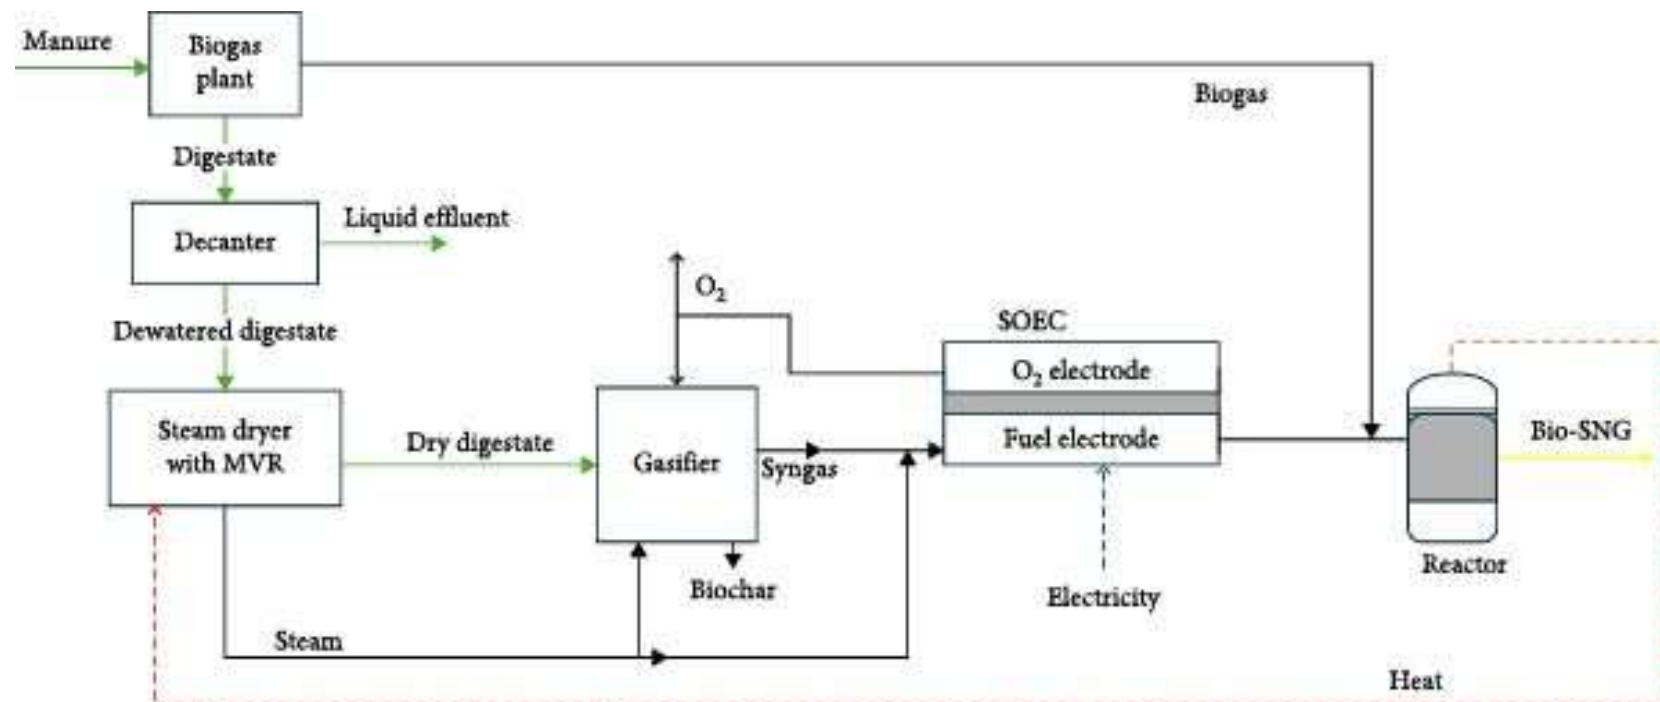 Manure
Biogas
plant
Biogas
Digestate
Liquid effluent
Decanter
O₂
SOEC
Dewatered digestate
O₂ electrode
Steam dryer
with MVR
Dry digestate
Gasifier
Syngas
Fuel electrode
Bio-SNG
Reactor
Biochar
Electricity
Steam
Heat